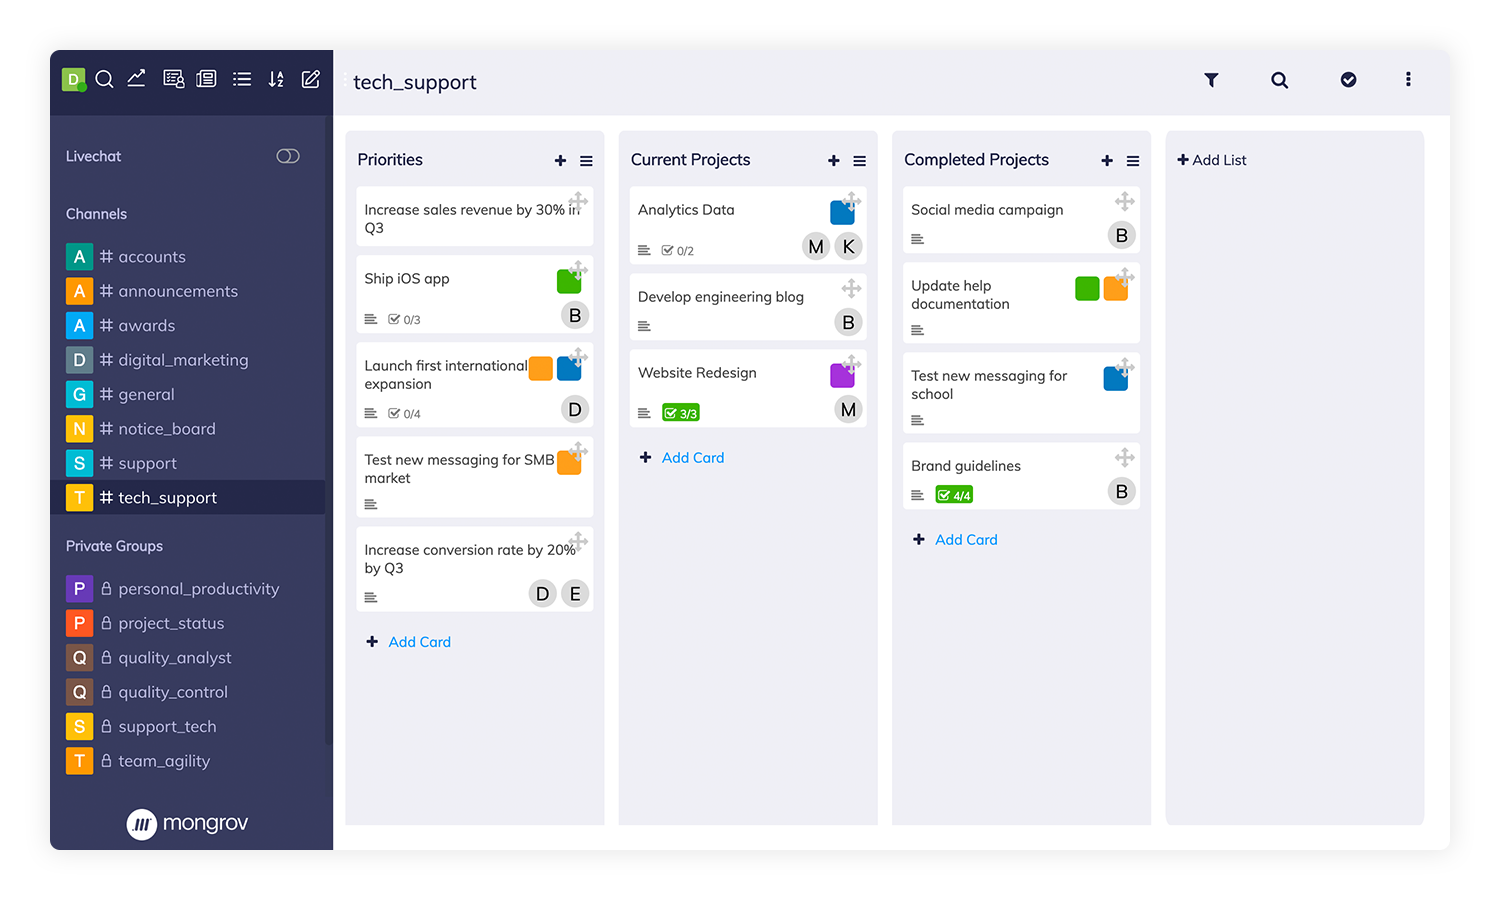 D
tech_support
Livechat
Channels
A # accounts
A # announcements
A # awards
D # digital_marketing
G # general
N # notice_board
S # support
T # tech_support
Private Groups
P personal_productivity
P project_status
Q quality_analyst
Q quality_control
S support_tech
T team_agility
mongrov
Priorities
Increase sales revenue by 30% in
Q3
Ship iOS app
0/3
B
Launch first international
expansion
0/4
D
Test new messaging for SMB
market
Increase conversion rate by 20%
by Q3
D E
+ Add Card
Current Projects
Analytics Data
0/2
M K
Develop engineering blog
B
Website Redesign
3/3
M
+ Add Card
Completed Projects
Social media campaign
B
Update help
documentation
Test new messaging for
school
Brand guidelines
4/4
B
+ Add Card
+ Add List